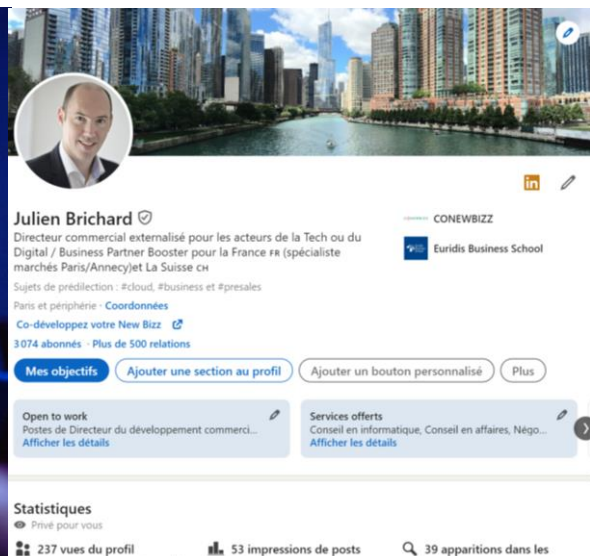 Julien Brichard
Directeur commercial externalisé pour les acteurs de la Tech ou du
Digital / Business Partner Booster pour la France FR (spécialiste
marchés Paris/Annecy)et La Suisse CH
Sujets de prédilection : #cloud, #business et #presales
Paris et périphérie · Coordonnées
Co-développez votre New Bizz
3 074 abonnés · Plus de 500 relations
in
CONEWBIZZ
Euridis Business School
Mes objectifs
Ajouter une section au profil
Ajouter un bouton personnalisé
Plus
Open to work
Postes de Directeur du développement commerci...
Afficher les détails
Services offerts
Conseil en informatique, Conseil en affaires, Négo...
Afficher les détails
Statistiques
Privé pour vous
237 vues du profil
53 impressions de posts
39 apparitions dans les